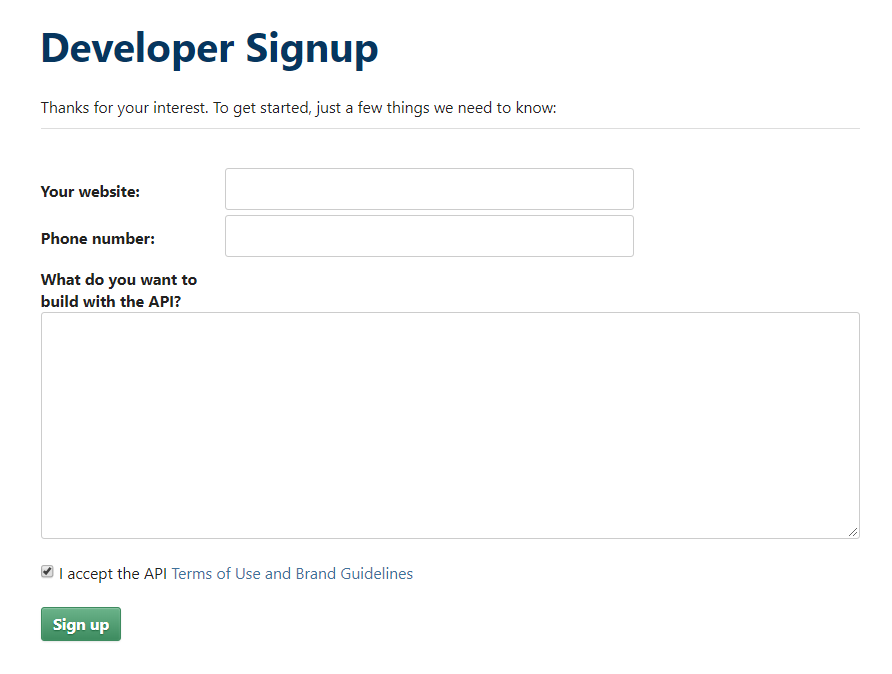 Developer Signup
Thanks for your interest. To get started, just a few things we need to know:
Your website:
Phone number:
What do you want to
build with the API?
I accept the API Terms of Use and Brand Guidelines
Sign up